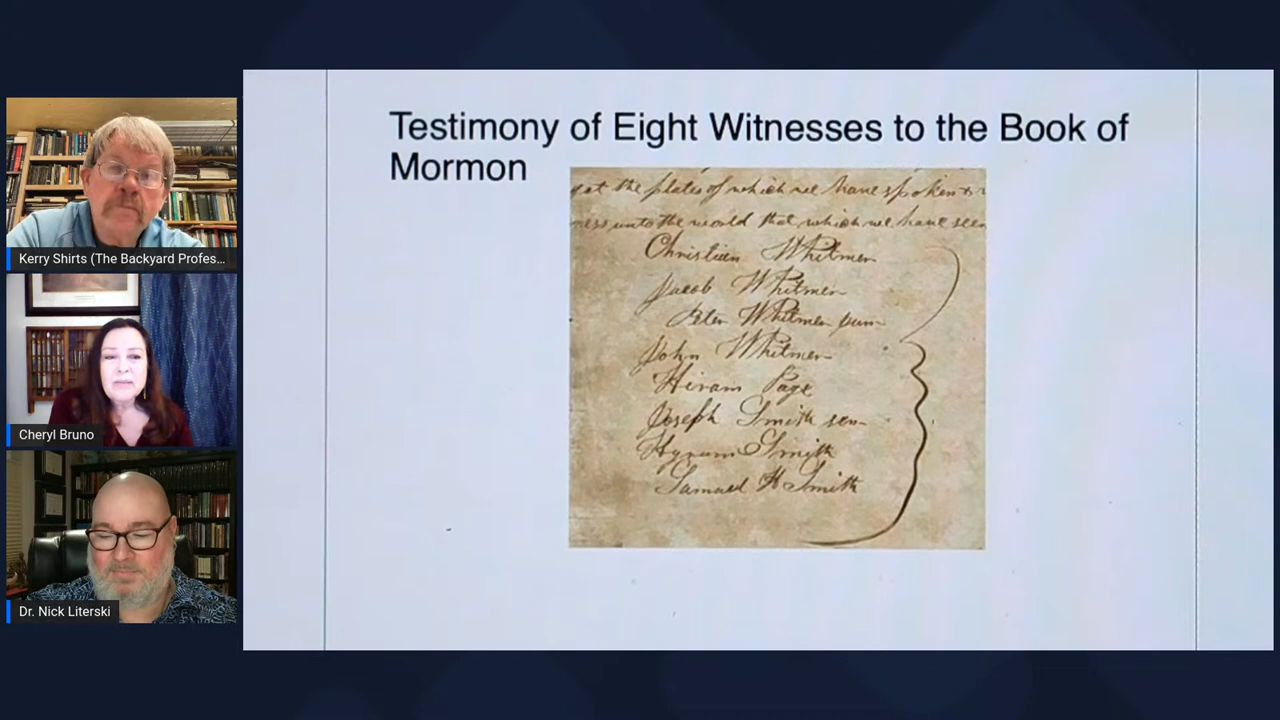 Testimony of Eight Witnesses to the Book of
Mormon
the plates of which we have spoken
unto the world that which we have seen
Christian Whitmer
Jacob Whitmer
Peter Whitmer jun
John Whitmer
Hiram Page
Joseph Smith sen
Hyrum Smith
Samuel H Smith
Kerry Shirts (The Backyard Profes...
Cheryl Bruno
Dr. Nick Literski